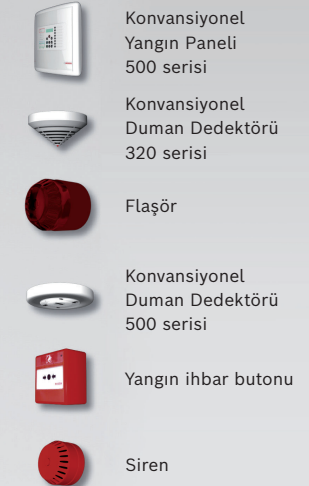 Konvansiyonel
Yangın Paneli
500 serisi
Konvansiyonel
Duman Dedektörü
320 serisi
Flaşör
Konvansiyonel
Duman Dedektörü
500 serisi
Yangın ihbar butonu
Siren